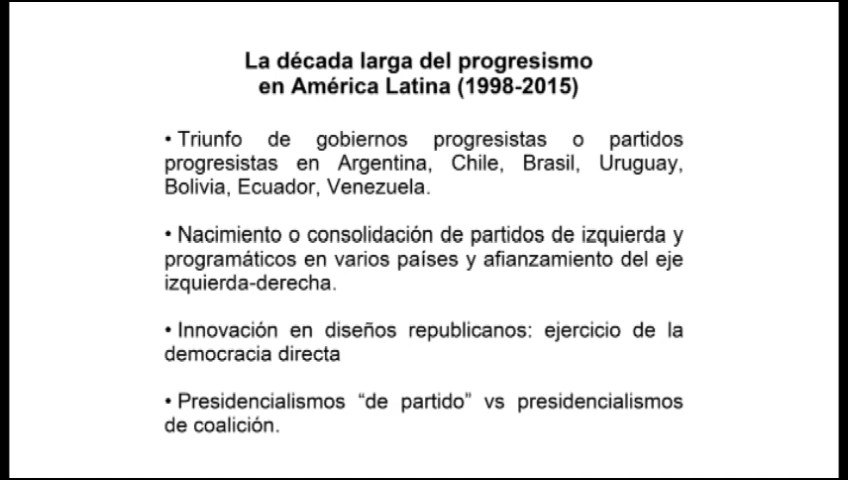 La década larga del progresismo
en América Latina (1998-2015)
• Triunfo de gobiernos progresistas o partidos
progresistas en Argentina, Chile, Brasil, Uruguay,
Bolivia, Ecuador, Venezuela.
• Nacimiento o consolidación de partidos de izquierda y
programáticos en varios países y afianzamiento del eje
izquierda-derecha.
• Innovación en diseños republicanos: ejercicio de la
democracia directa
• Presidencialismos “de partido” vs presidencialismos
de coalición.